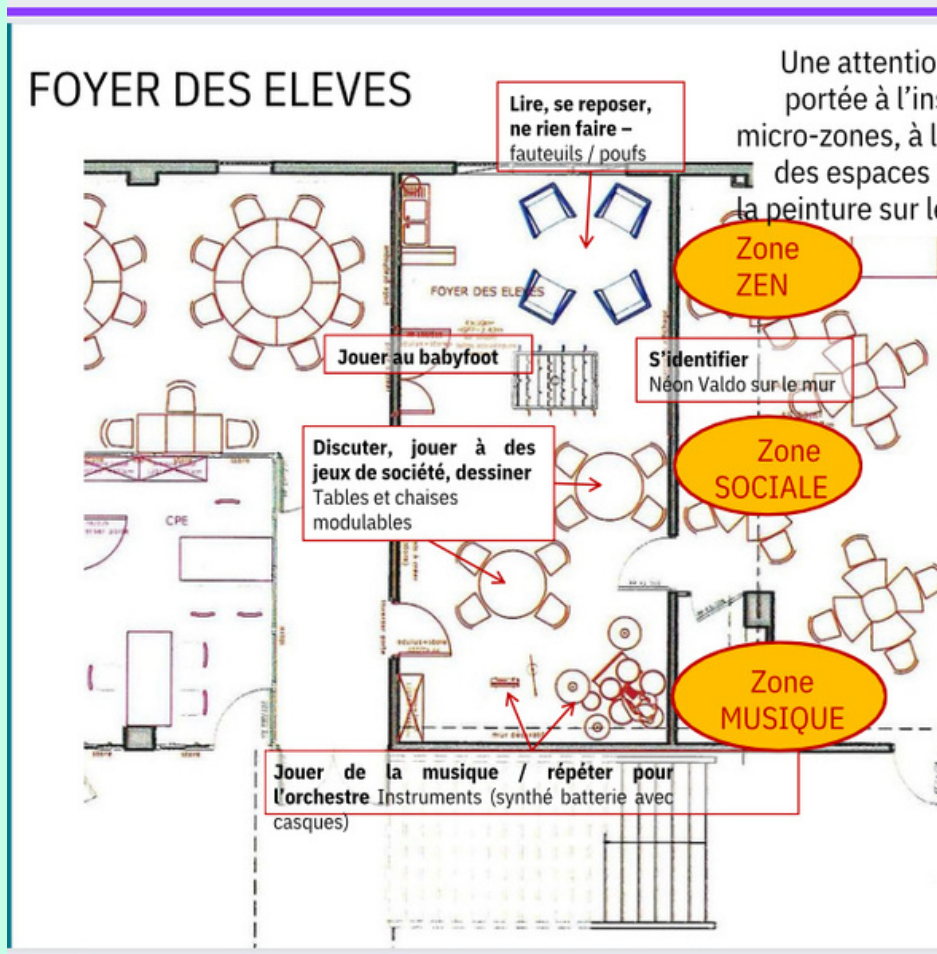 FOYER DES ELEVES
Une attentio
portée à l'ins
micro-zones, à l
des espaces
la peinture sur le
Lire, se reposer,
ne rien faire –
fauteuils / poufs
Zone
ZEN
FOYER DES ELEVES
Jouer au babyfoot
S'identifier
Néon Valdo sur le mur
Discuter, jouer à des
jeux de société, dessiner
Tables et chaises
modulables
Zone
SOCIALE
CPE
Zone
MUSIQUE
Jouer de la musique / répéter pour
l'orchestre Instruments (synthé batterie avec
casques)